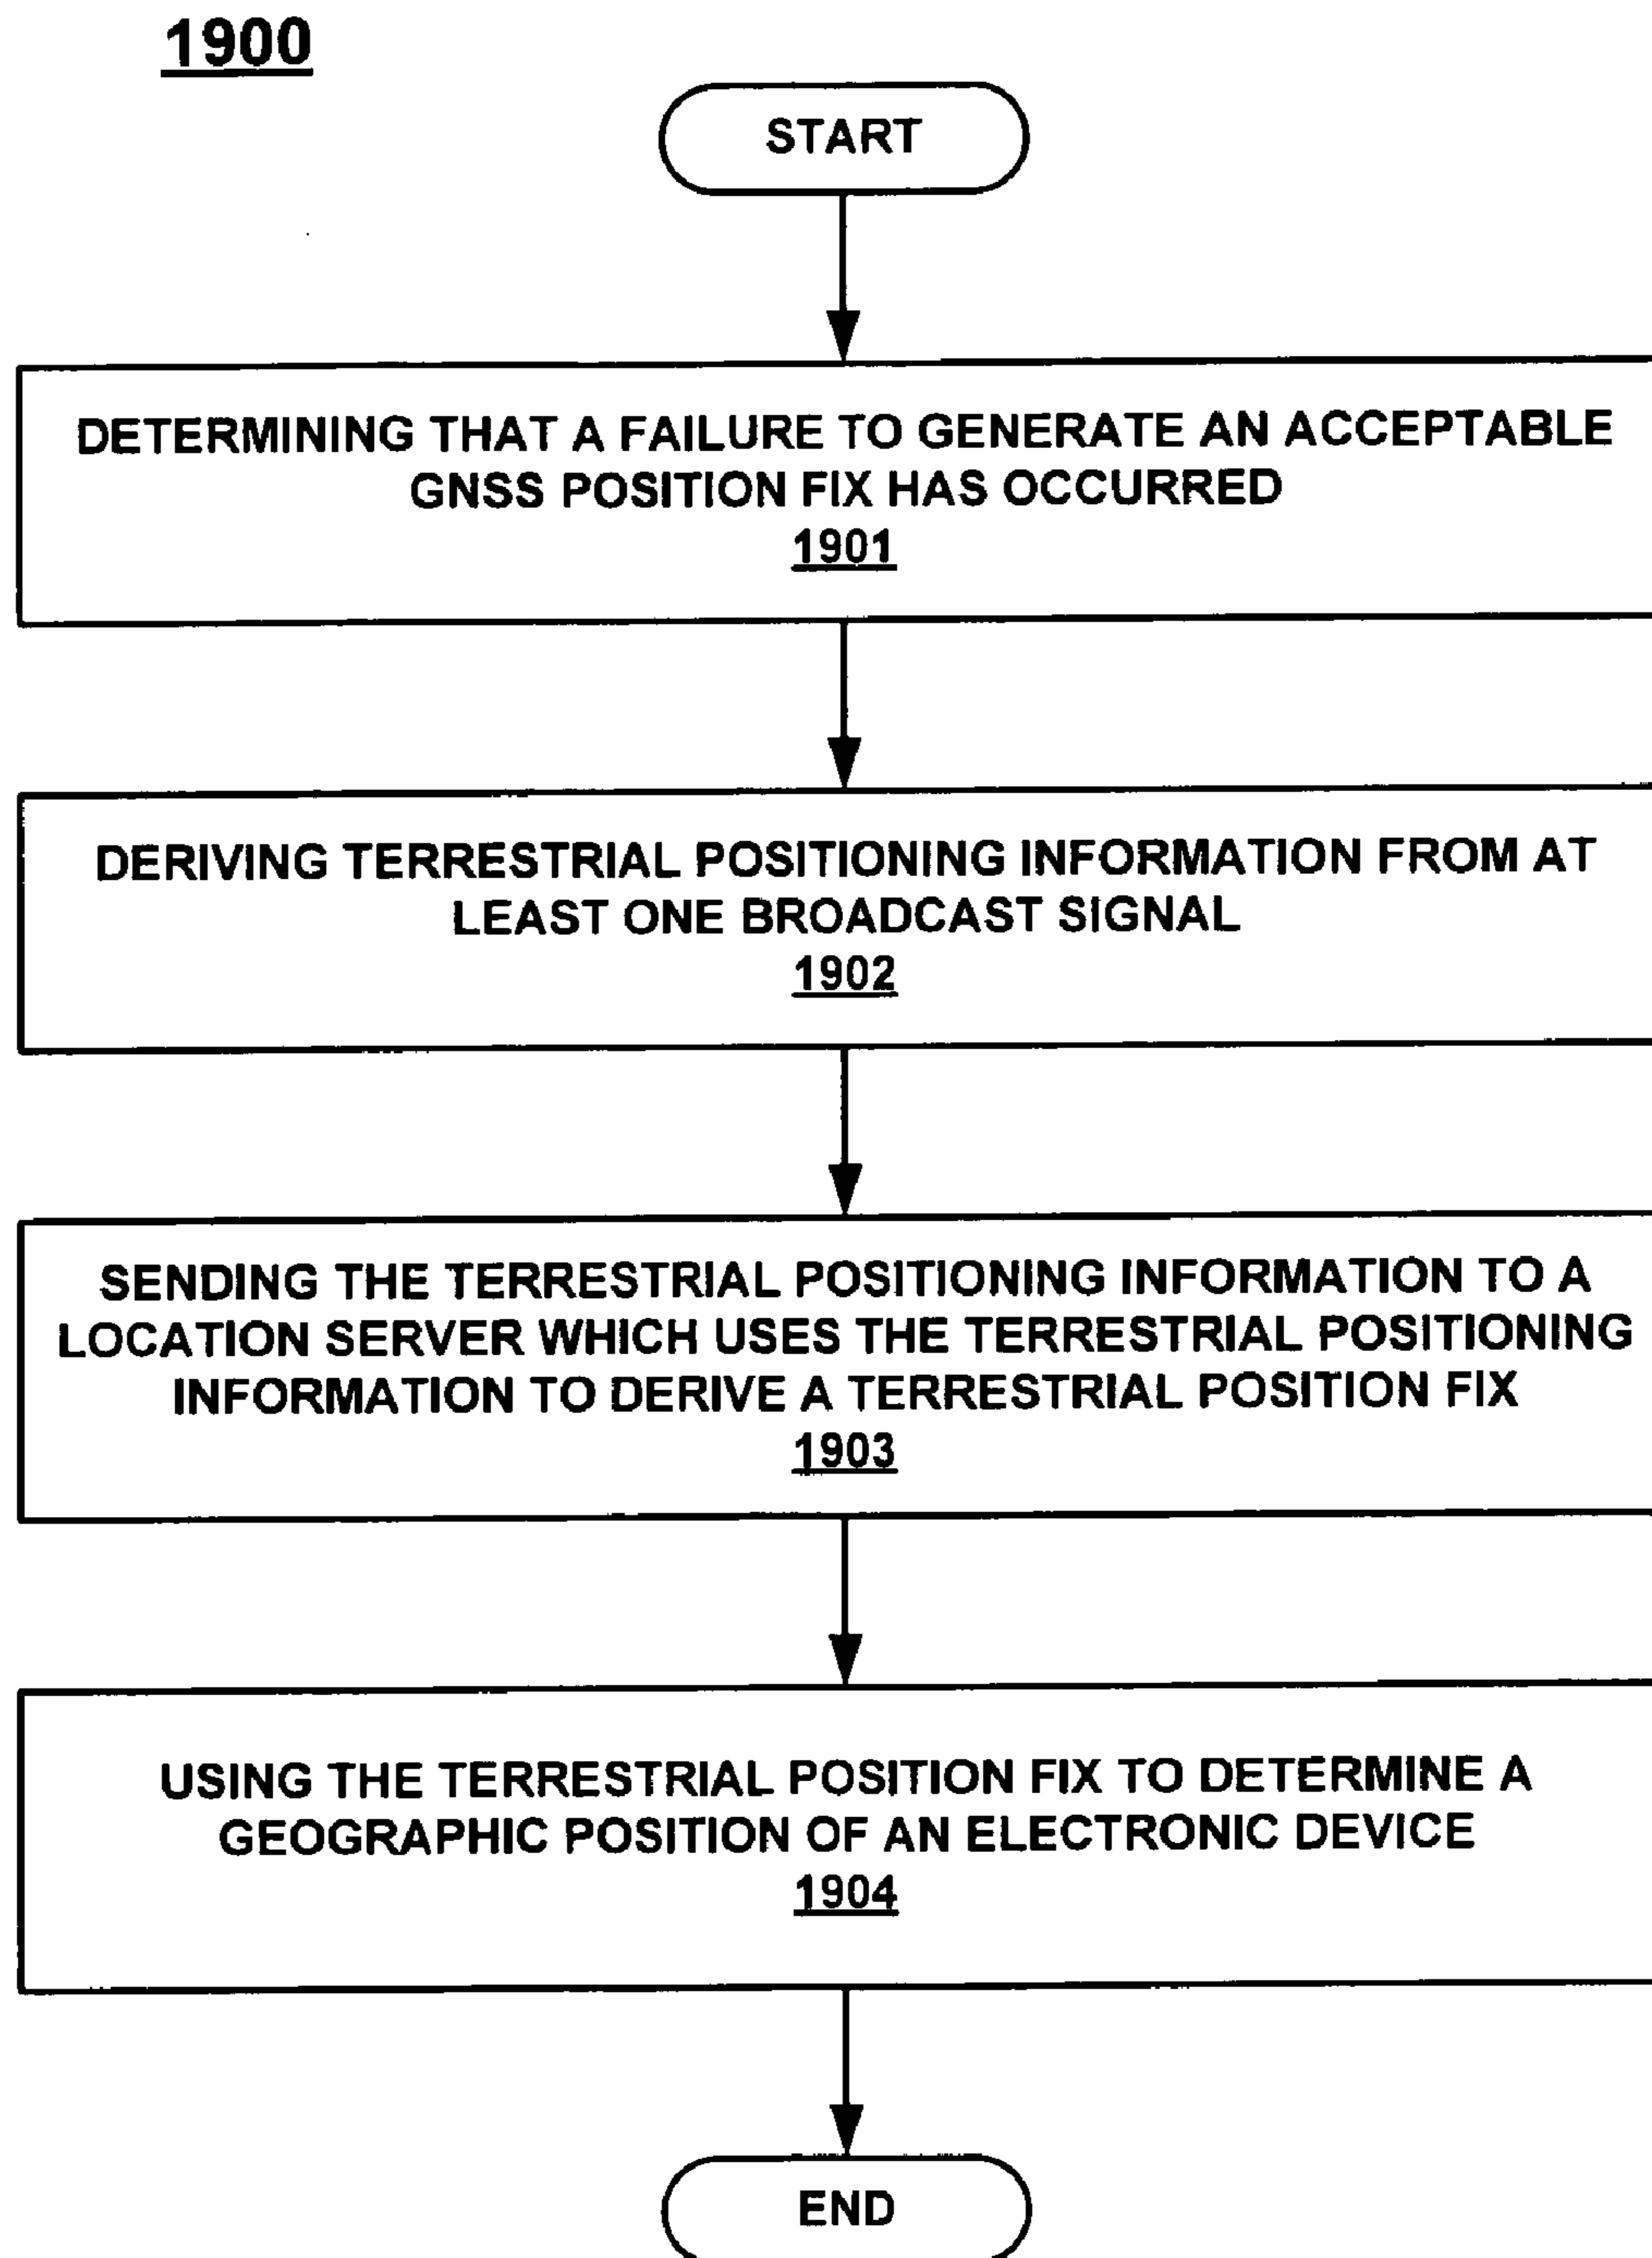 1900
START
DETERMINING THAT A FAILURE TO GENERATE AN ACCEPTABLE
GNSS POSITION FIX HAS OCCURRED
1901
DERIVING TERRESTRIAL POSITIONING INFORMATION FROM AT
LEAST ONE BROADCAST SIGNAL
1902
SENDING THE TERRESTRIAL POSITIONING INFORMATION TO A
LOCATION SERVER WHICH USES THE TERRESTRIAL POSITIONING
INFORMATION TO DERIVE A TERRESTRIAL POSITION FIX
1903
USING THE TERRESTRIAL POSITION FIX TO DETERMINE A
GEOGRAPHIC POSITION OF AN ELECTRONIC DEVICE
1904
END